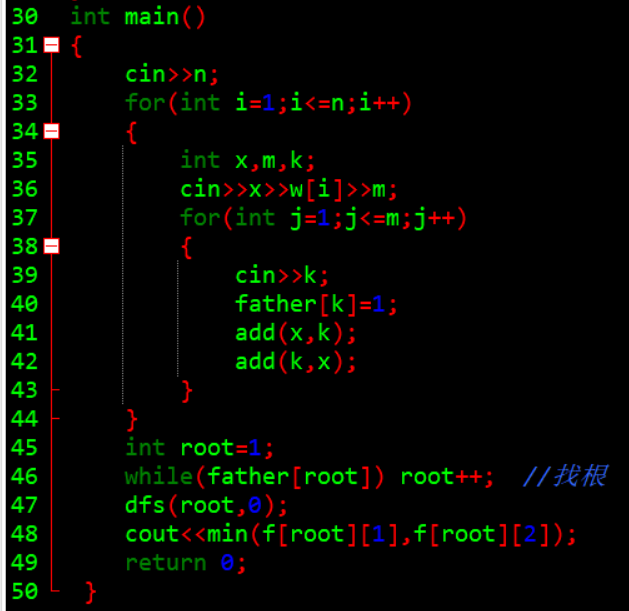 30 int main()
31 {
32 cin>>n;
33 for(int i=1;i<=n;i++)
34 {
35 int x,m,k;
36 cin>>x>>w[i]>>m;
37 for(int j=1;j<=m;j++)
38 {
39 cin>>k;
40 father[k]=1;
41 add(x,k);
42 add(k,x);
43 }
44 }
45 int root=1;
46 while(father[root]) root++; //找根
47 dfs(root,0);
48 cout<<min(f[root][1],f[root][2]);
49 return 0;
50 }